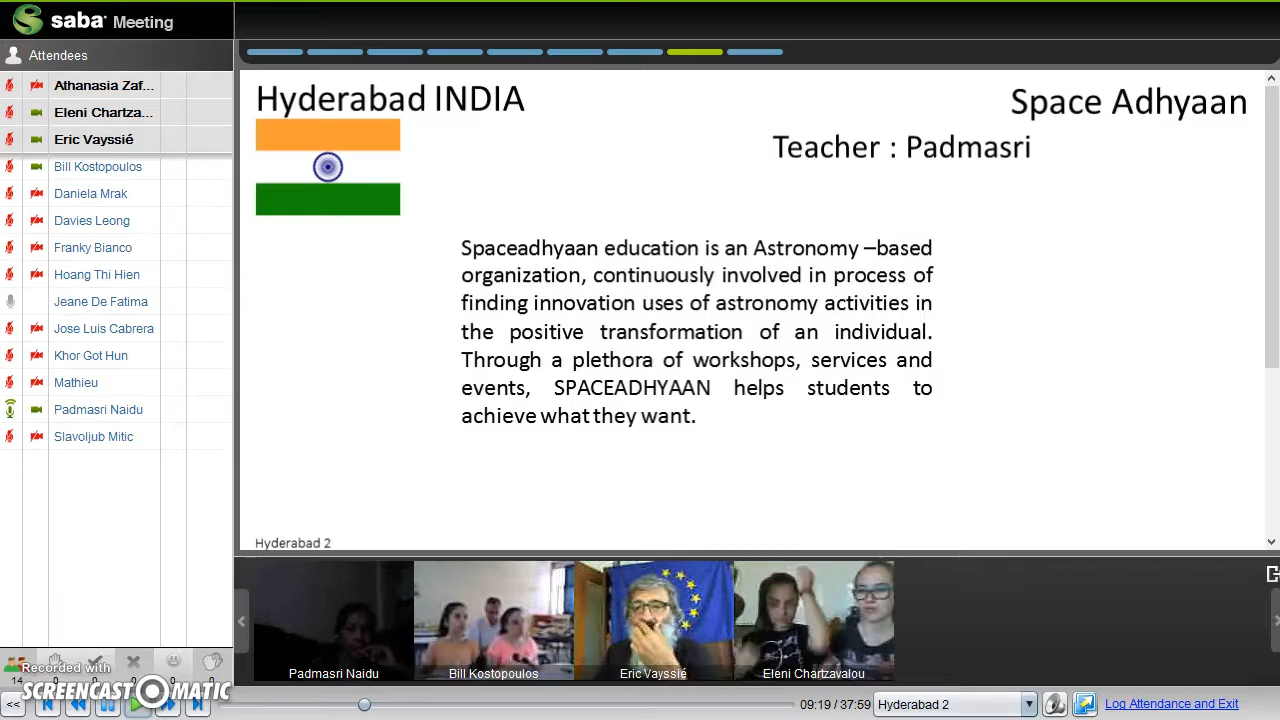 saba Meeting
Attendees
Athanasia Zaf...
Eleni Chartzava...
Eric Vayssié
Bill Kostopoulos
Daniela Mrak
Davies Leong
Franky Bianco
Hoang Thi Hien
Jeane De Fatima
Jose Luis Cabrera
Khor Got Hun
Mathieu
Padmasri Naidu
Slavoljub Mitic
14
Recorded with
SCREENCAST MATIC
Hyderabad INDIA
Space Adhyaan
Teacher : Padmasri
Spaceadhyaan education is an Astronomy –based
organization, continuously involved in process of
finding innovation uses of astronomy activities in
the positive transformation of an individual.
Through a plethora of workshops, services and
events, SPACEADHYAAN helps students to
achieve what they want.
Hyderabad 2
Padmasri Naidu
Bill Kostopoulos
Eric Vayssié
Eleni Chartzavalou
<<
09:19 / 37:59
Hyderabad 2
Log Attendance and Exit